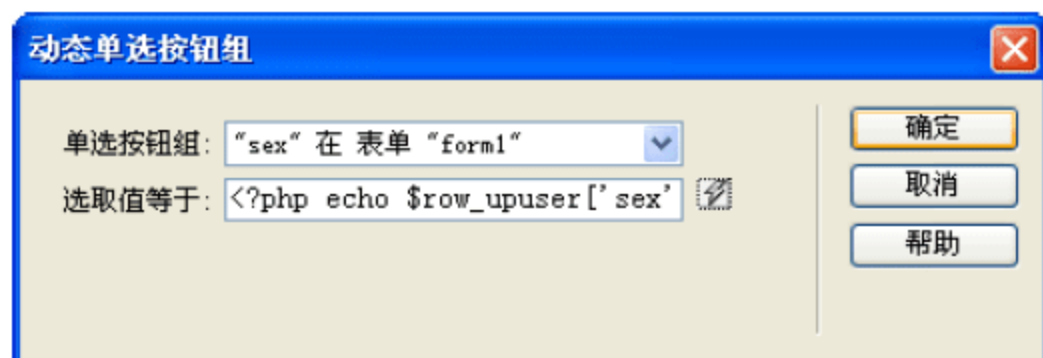 动态单选按钮组
单选按钮组: "sex" 在 表单 "form1"
选取值等于: <?php echo $row_upuser['sex'
确定
取消
帮助